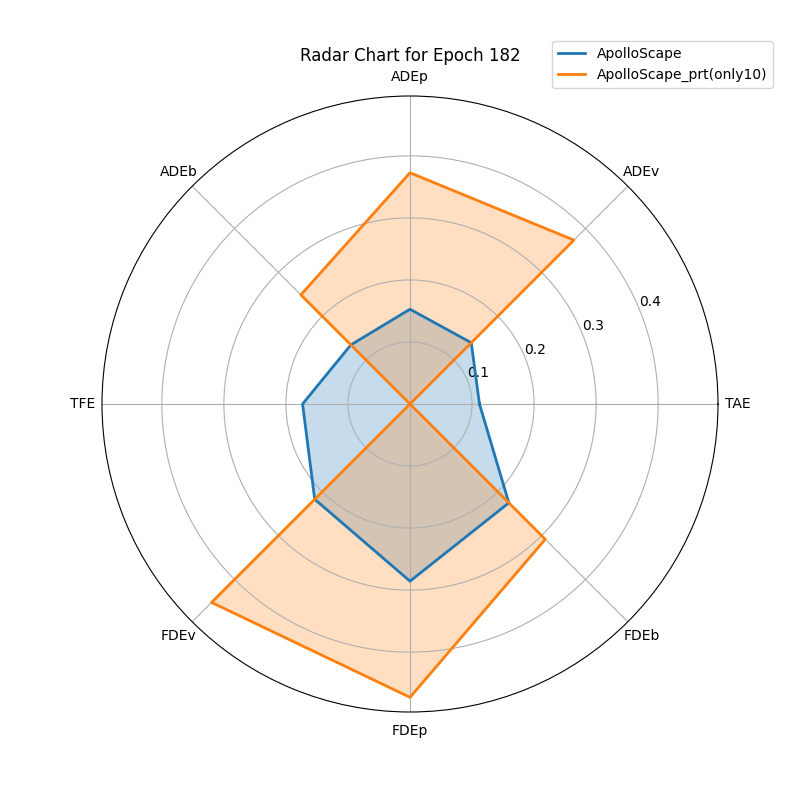 Radar Chart for Epoch 182
ApolloScape
ApolloScape_prt(only10)
ADEp
ADEb
ADEv
0.4
0.3
0.2
0.1
TFE
TAE
FDEv
FDEb
FDEp